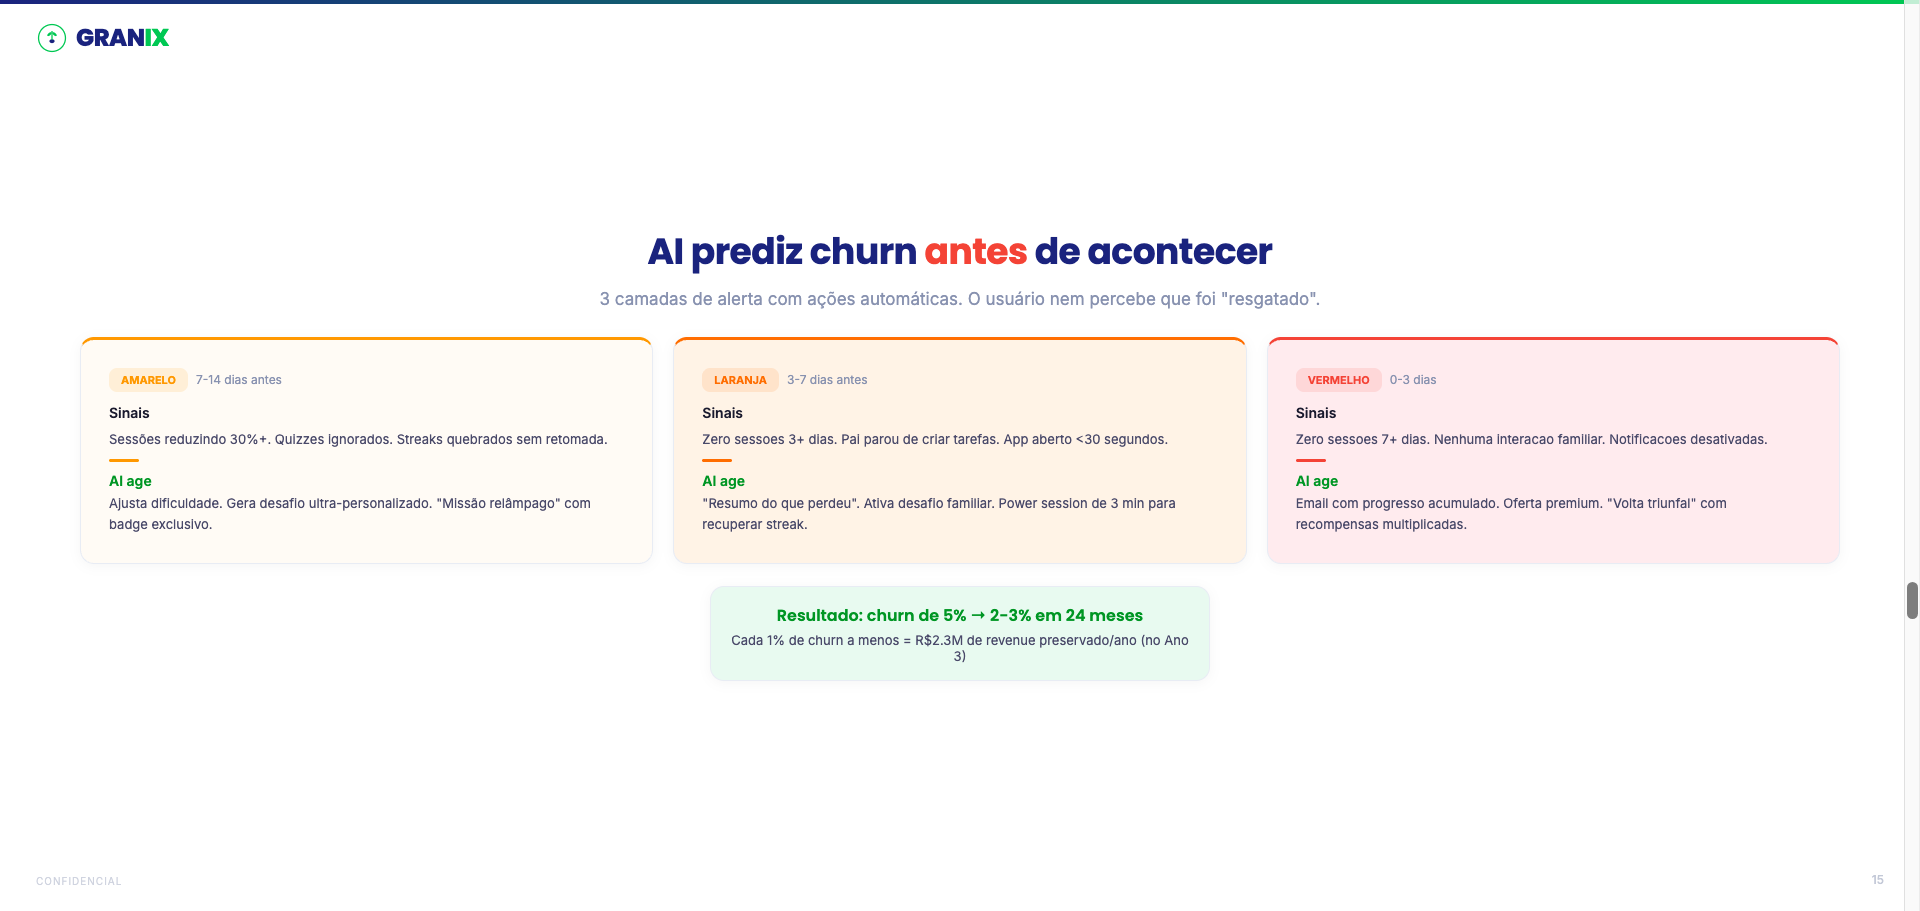 GRANIX
AI prediz churn antes de acontecer
3 camadas de alerta com ações automáticas. O usuário nem percebe que foi "resgatado".
AMARELO 7-14 dias antes
Sinais
Sessões reduzindo 30%+. Quizzes ignorados. Streaks quebrados sem retomada.
AI age
Ajusta dificuldade. Gera desafio ultra-personalizado. "Missão relâmpago" com
badge exclusivo.
LARANJA 3-7 dias antes
Sinais
Zero sessoes 3+ dias. Pai parou de criar tarefas. App aberto <30 segundos.
AI age
"Resumo do que perdeu". Ativa desafio familiar. Power session de 3 min para
recuperar streak.
VERMELHO 0-3 dias
Sinais
Zero sessoes 7+ dias. Nenhuma interacao familiar. Notificacoes desativadas.
AI age
Email com progresso acumulado. Oferta premium. "Volta triunfal" com
recompensas multiplicadas.
Resultado: churn de 5% → 2-3% em 24 meses
Cada 1% de churn a menos = R$2.3M de revenue preservado/ano (no Ano
3)
CONFIDENCIAL
15